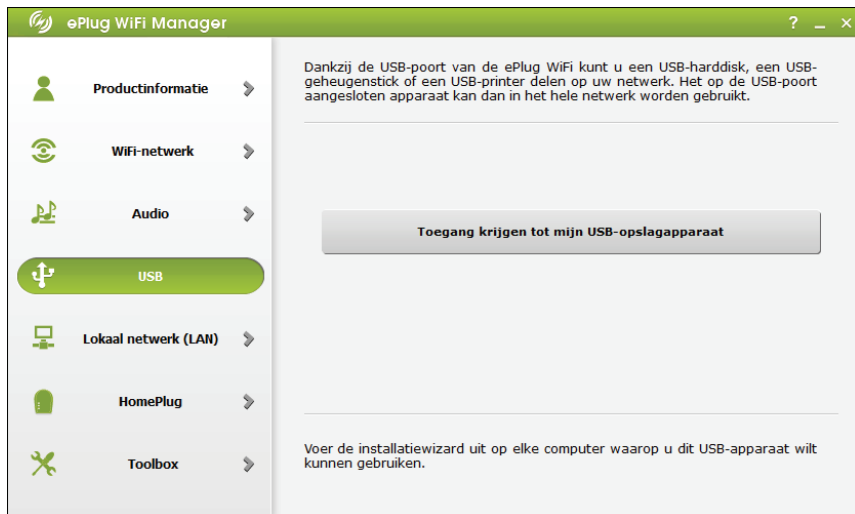 ePlug WiFi Manager
? _ ×
Productinformatie
WiFi-netwerk
Audio
USB
Lokaal netwerk (LAN)
HomePlug
Toolbox
Dankzij de USB-poort van de ePlug WiFi kunt u een USB-harddisk, een USB-
geheugenstick of een USB-printer delen op uw netwerk. Het op de USB-poort
aangesloten apparaat kan dan in het hele netwerk worden gebruikt.
Toegang krijgen tot mijn USB-opslagapparaat
Voer de installatiewizard uit op elke computer waarop u dit USB-apparaat wilt
kunnen gebruiken.